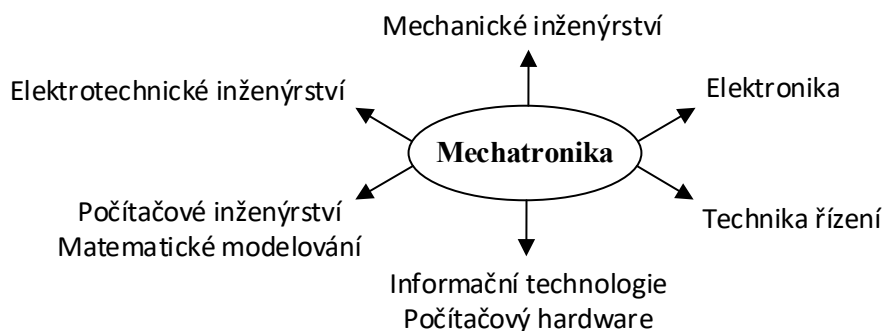 Mechanické inženýrství
Elektrotechnické inženýrství
Elektronika
Mechatronika
Počítačové inženýrství
Matematické modelování
Technika řízení
Informační technologie
Počítačový hardware